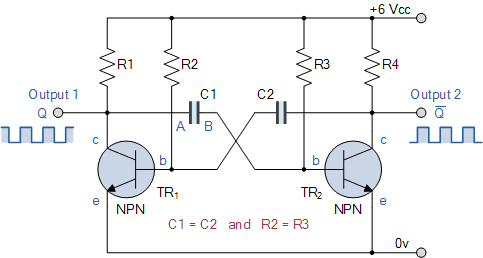 +6 Vcc
R1
R2
R3
R4
Output 1
C1
C2
Output 2
Q
Q̅
A
B
c
c
b
b
TR₁
TR₂
e
NPN
NPN
e
C1 = C2 and R2 = R3
0v